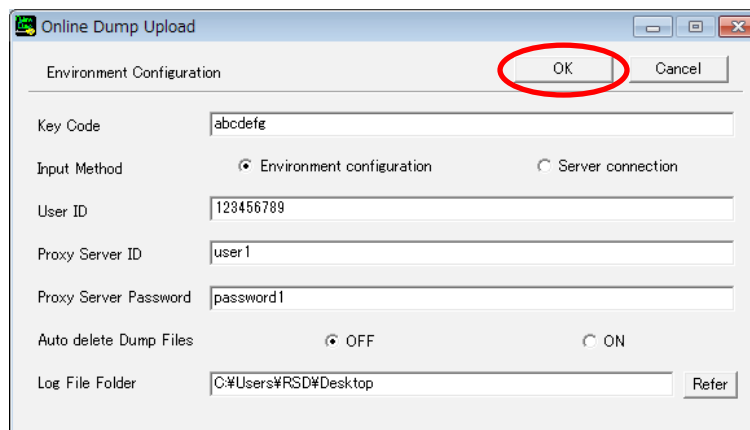 Online Dump Upload
Environment Configuration OK Cancel
Key Code abcdefg
Input Method Environment configuration Server connection
User ID 123456789
Proxy Server ID user1
Proxy Server Password password1
Auto delete Dump Files OFF ON
Log File Folder C:¥Users¥RSD¥Desktop Refer